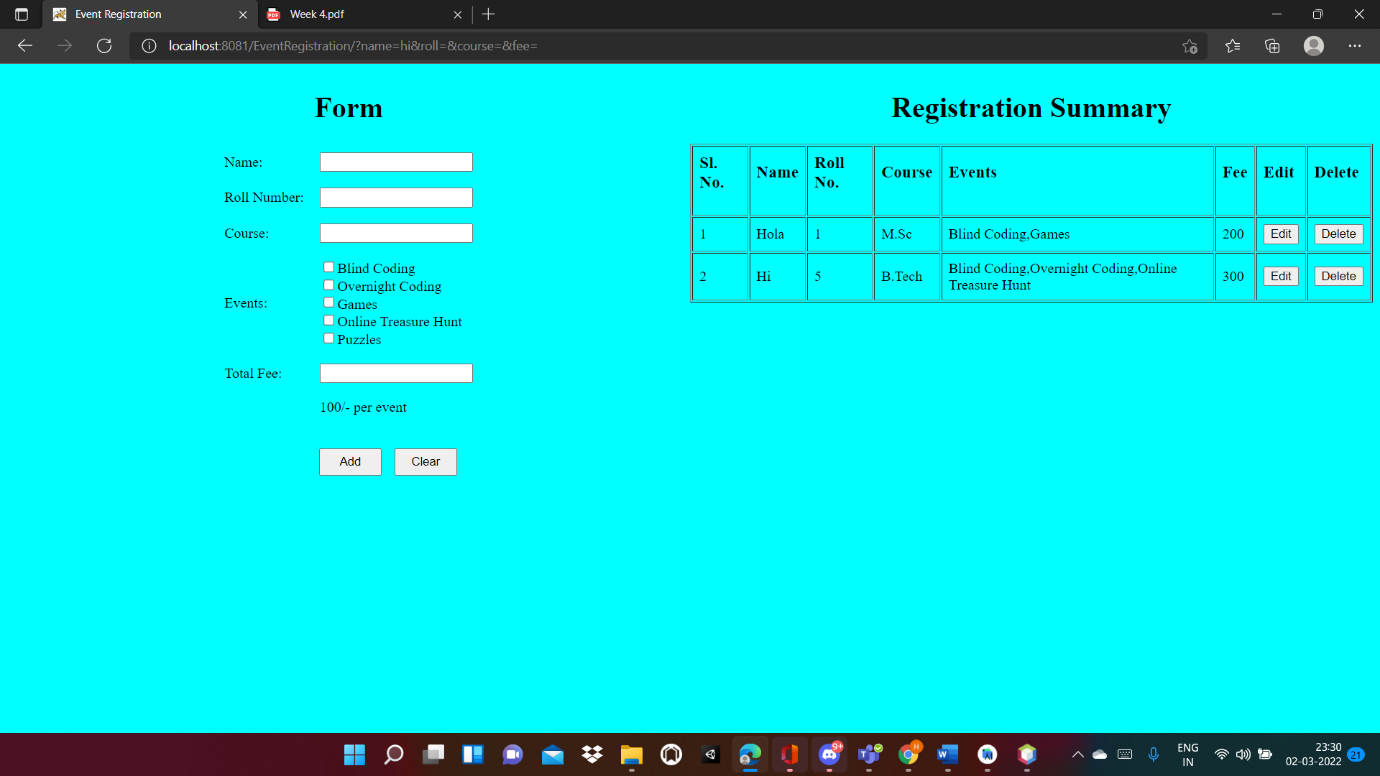 Event Registration
Week 4.pdf
localhost:8081/EventRegistration/?name=hi&roll=&course=&fee=
Form
Name:
Roll Number:
Course:
Events:
Blind Coding
Overnight Coding
Games
Online Treasure Hunt
Puzzles
Total Fee:
100/- per event
Add Clear
Registration Summary
Sl. No. Name Roll No. Course Events Fee Edit Delete
1 Hola 1 M.Sc Blind Coding,Games 200 Edit Delete
2 Hi 5 B.Tech Blind Coding,Overnight Coding,Online Treasure Hunt 300 Edit Delete
ENG
IN
23:30
02-03-2022
21